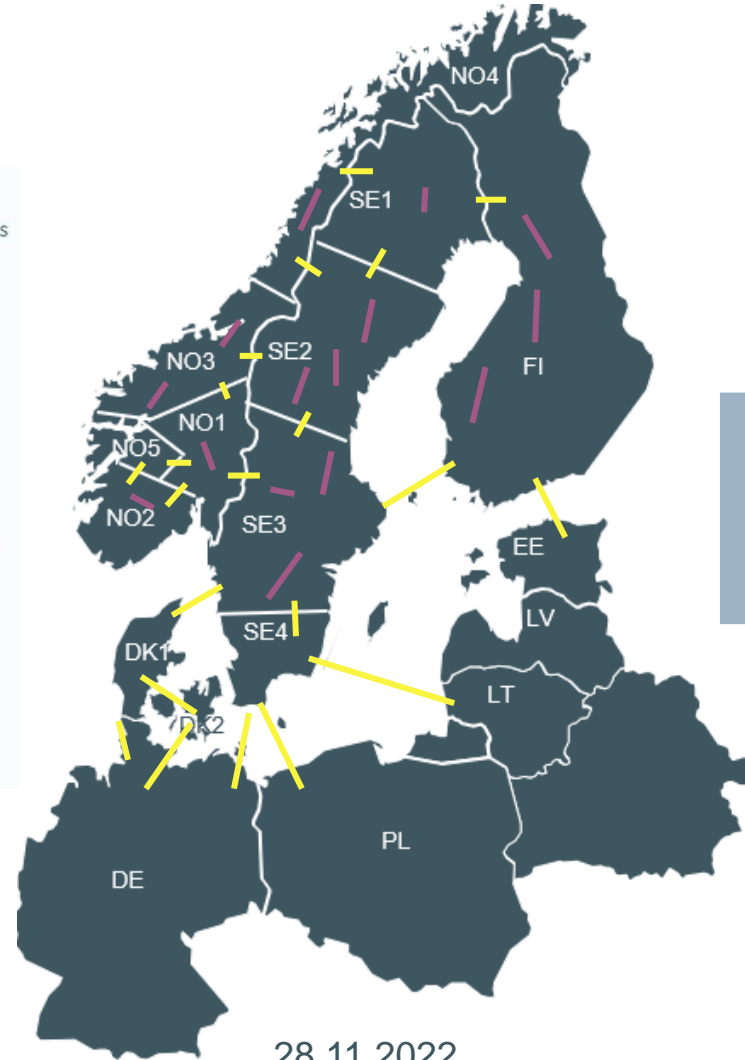 NO4
SE1
s
SE2
NO3
FI
NO1
NO5
NO2
SE3
EE
LV
SE4
DK1
LT
DK2
PL
DE
28.11.2022